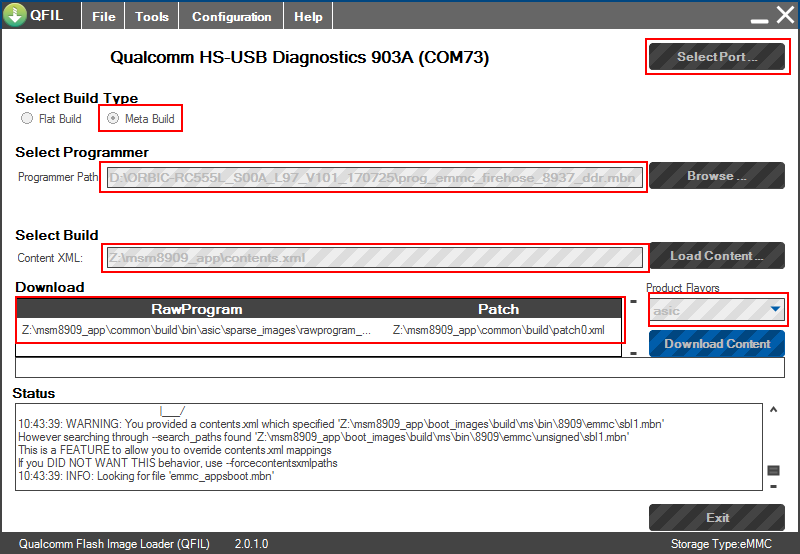 QFIL File Tools Configuration Help
Qualcomm HS-USB Diagnostics 903A (COM73)
Select Port ...
Select Build Type
Flat Build Meta Build
Select Programmer
Programmer Path D:\ORBIC-RC555L_S00A_L97_V101_170725\prog_emmc_firehose_8937_ddr.mbn Browse ...
Select Build
Content XML: Z:\msm8909_app\contents.xml Load Content ...
Download Product Flavors
RawProgram Patch
asic
Z:\msm8909_app\common\build\bin\asic\sparse_images\rawprogram_... Z:\msm8909_app\common\build\patch0.xml
Download Content
Status
|___/
10:43:39: WARNING: You provided a contents.xml which specified 'Z:\msm8909_app\boot_images\build\ms\bin\8909\emmc\sbl1.mbn'
However searching through --search_paths found 'Z:\msm8909_app\boot_images\build\ms\bin\8909\emmc\unsigned\sbl1.mbn'
This is a FEATURE to allow you to override contents.xml mappings
If you DID NOT WANT THIS behavior, use --forcecontentsxmlpaths
10:43:39: INFO: Looking for file 'emmc_appsboot.mbn'
Exit
Qualcomm Flash Image Loader (QFIL) 2.0.1.0 Storage Type:eMMC